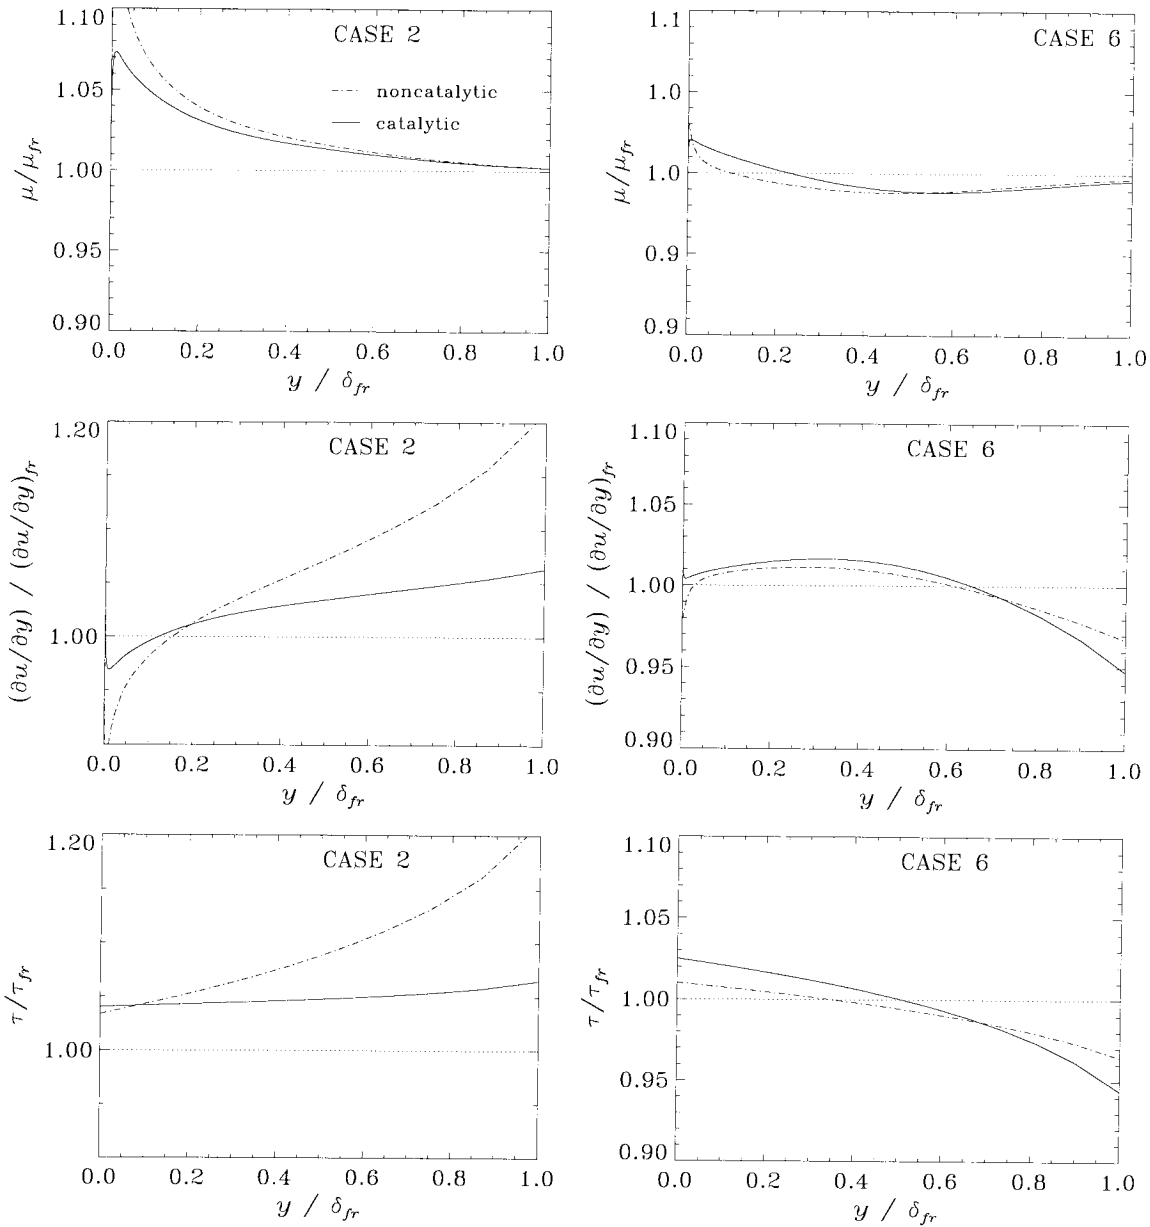 1.10
1.05
1.00
0.95
0.90
μ/μfr
CASE 2
noncatalytic
catalytic
0.0 0.2 0.4 0.6 0.8 1.0
y / δfr
1.10
1.0
1.0
0.9
0.9
μ/μfr
CASE 6
0.0 0.2 0.4 0.6 0.8 1.0
y / δfr
1.20
1.00
(∂u/∂y) / (∂u/∂y)fr
CASE 2
0.0 0.2 0.4 0.6 0.8 1.0
y / δfr
1.10
1.05
1.00
0.95
0.90
(∂u/∂y) / (∂u/∂y)fr
CASE 6
0.0 0.2 0.4 0.6 0.8 1.0
y / δfr
1.20
1.00
τ/τfr
CASE 2
0.0 0.2 0.4 0.6 0.8 1.0
y / δfr
1.10
1.05
1.00
0.95
0.90
τ/τfr
CASE 6
0.0 0.2 0.4 0.6 0.8 1.0
y / δfr